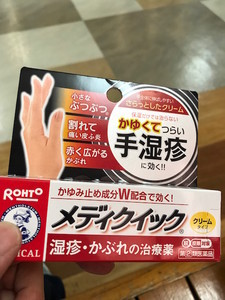 小さな
ぶつぶつ
割れて
痛い皮ふ炎
赤く広がる
かぶれ
さらっとしたクリーム
かゆくてつらい
手湿疹
に効く!!
ROHTO
かゆみ止め成分W配合で効く!
メディクイック
クリーム
タイプ
湿疹・かぶれの治療薬